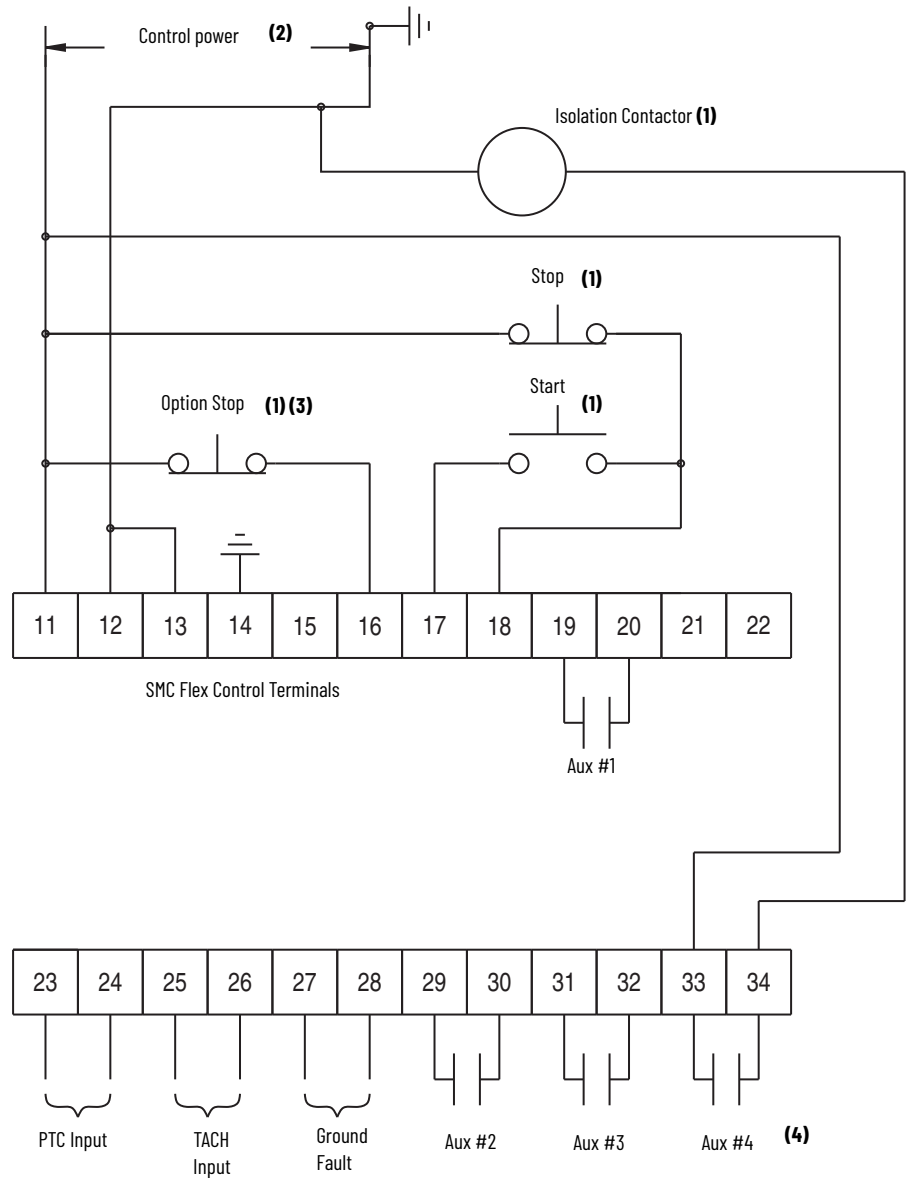 Control power (2)
Isolation Contactor (1)
Stop (1)
Start (1)
Option Stop (1) (3)
11 12 13 14 15 16 17 18 19 20 21 22
SMC Flex Control Terminals
Aux #1
23 24 25 26 27 28 29 30 31 32 33 34
PTC Input
TACH
Input
Ground
Fault
Aux #2
Aux #3
Aux #4 (4)